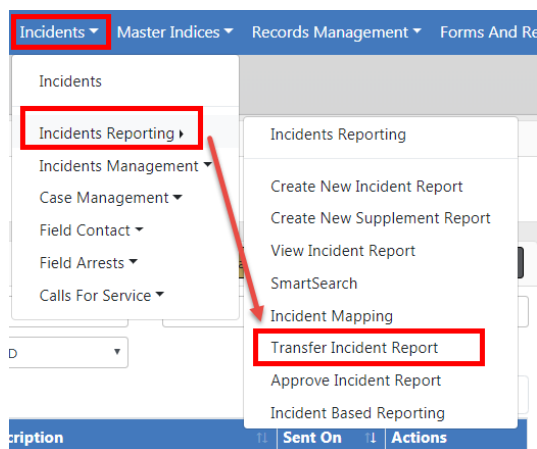 Incidents Master Indices Records Management Forms And Re
Incidents
Incidents Reporting
Incidents Management
Case Management
Field Contact
Field Arrests
Calls For Service
Incidents Reporting
Create New Incident Report
Create New Supplement Report
View Incident Report
SmartSearch
Incident Mapping
Transfer Incident Report
Approve Incident Report
Incident Based Reporting
D
cription Sent On Actions